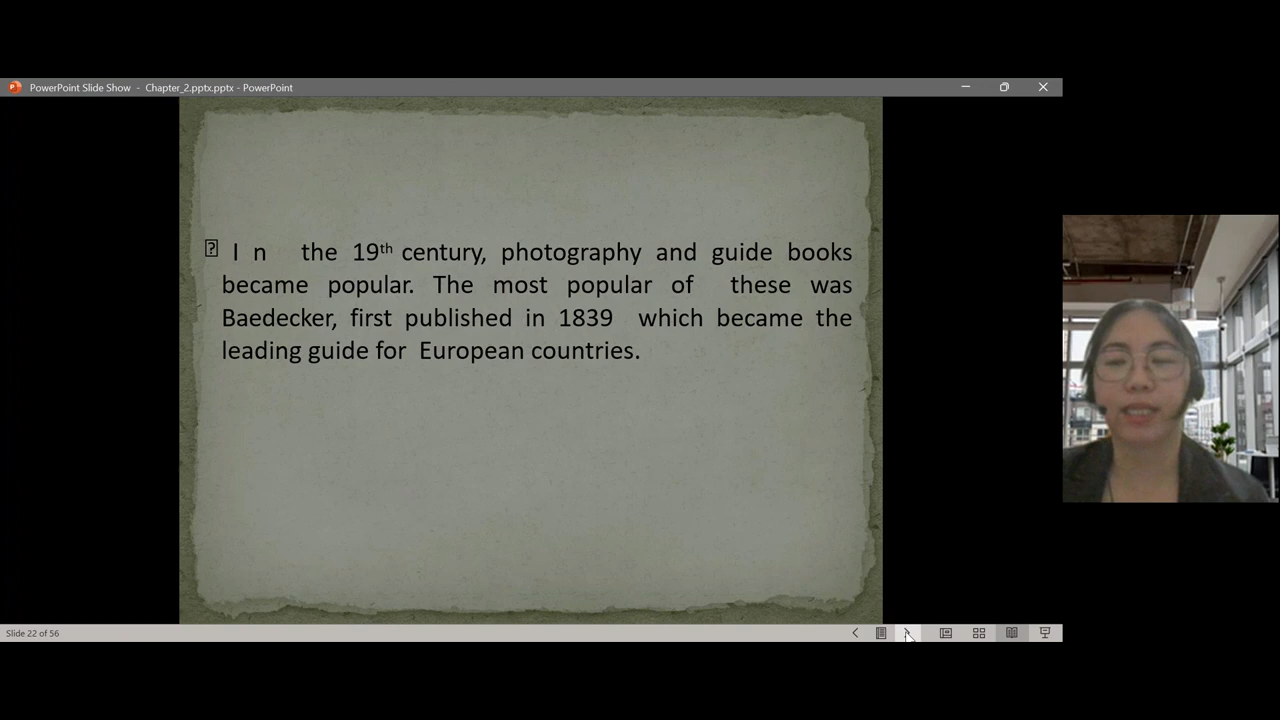 PowerPoint Slide Show - Chapter_2.pptx.pptx - PowerPoint
I n the 19th century, photography and guide books
became popular. The most popular of these was
Baedecker, first published in 1839 which became the
leading guide for European countries.
Slide 22 of 56